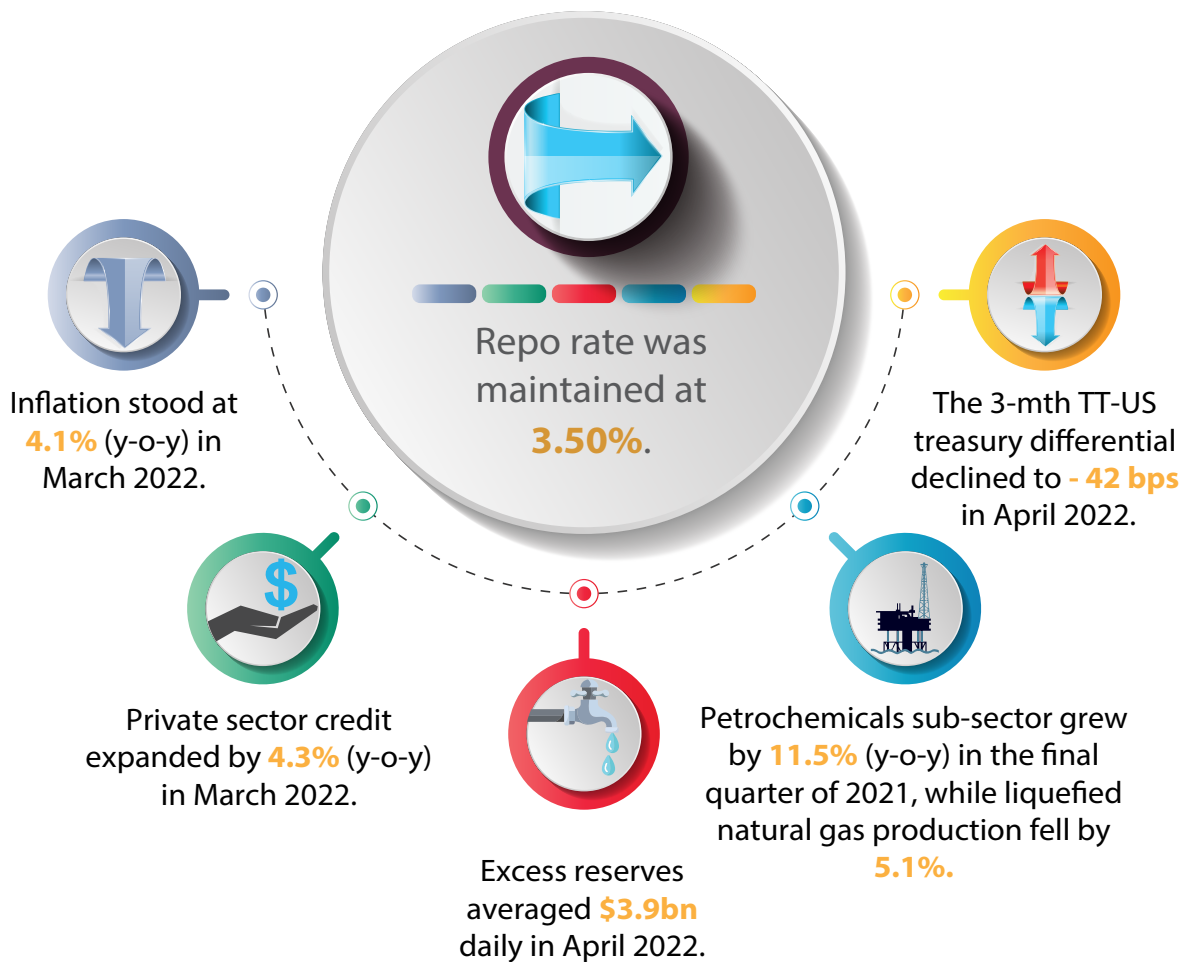 Repo rate was
maintained at
3.50%.
Inflation stood at
4.1% (y-o-y) in
March 2022.
$
Private sector credit
expanded by 4.3% (y-o-y)
in March 2022.
Excess reserves
averaged $3.9bn
daily in April 2022.
Petrochemicals sub-sector grew
by 11.5% (y-o-y) in the final
quarter of 2021, while liquefied
natural gas production fell by
5.1%.
The 3-mth TT-US
treasury differential
declined to - 42 bps
in April 2022.